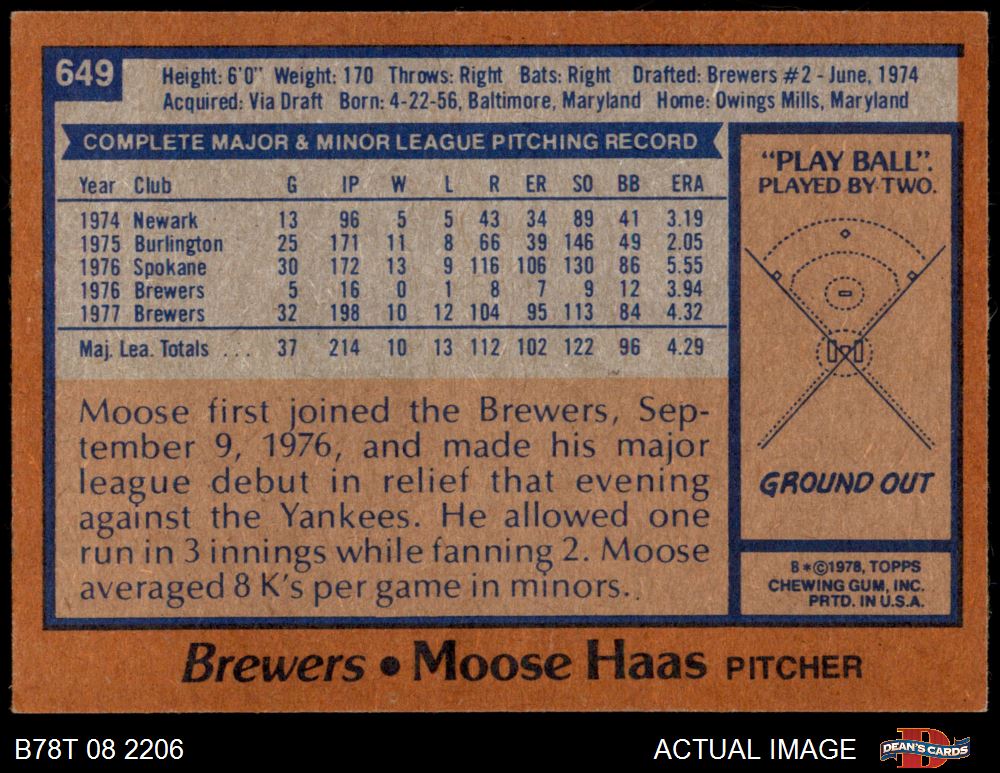 649
Height: 6'0" Weight: 170 Throws: Right Bats: Right Drafted: Brewers #2 - June, 1974
Acquired: Via Draft Born: 4-22-56, Baltimore, Maryland Home: Owings Mills, Maryland
COMPLETE MAJOR & MINOR LEAGUE PITCHING RECORD
Year Club G IP W L R ER SO BB ERA
1974 Newark 13 96 5 5 43 34 89 41 3.19
1975 Burlington 25 171 11 8 66 39 146 49 2.05
1976 Spokane 30 172 13 9 116 106 130 86 5.55
1976 Brewers 5 16 0 1 8 7 9 12 3.94
1977 Brewers 32 198 10 12 104 95 113 84 4.32
Maj. Lea. Totals ... 37 214 10 13 112 102 122 96 4.29
Moose first joined the Brewers, Sep-
tember 9, 1976, and made his major
league debut in relief that evening
against the Yankees. He allowed one
run in 3 innings while fanning 2. Moose
averaged 8 K's per game in minors..
"PLAY BALL".
PLAYED BY TWO.
GROUND OUT
B*©1978, TOPPS
CHEWING GUM, INC.
PRTD. IN U.S.A.
Brewers • Moose Haas PITCHER
B78T 08 2206
ACTUAL IMAGE
DEAN'S CARDS